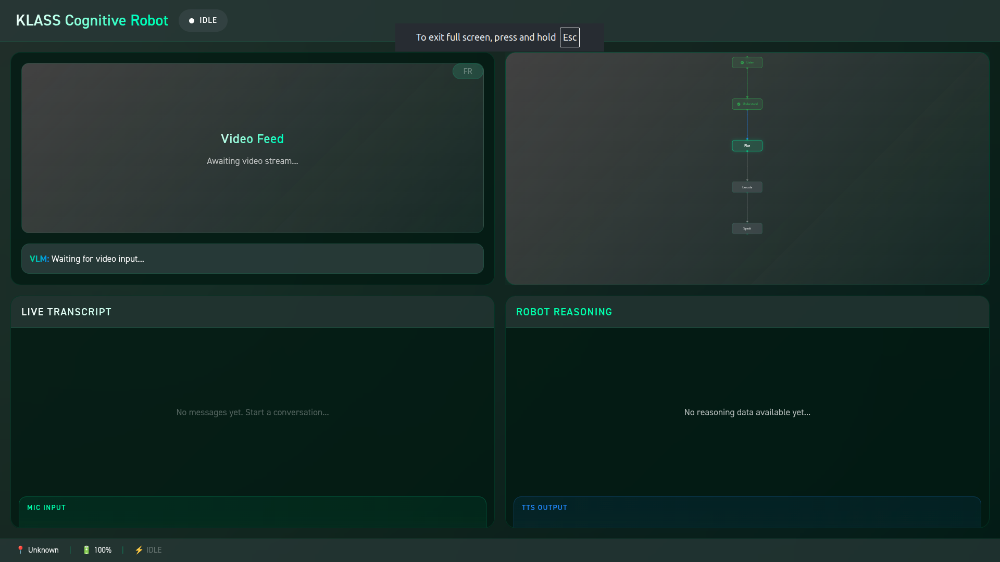 KLASS Cognitive Robot
IDLE
To exit full screen, press and hold Esc
FR
Video Feed
Awaiting video stream...
VLM: Waiting for video input...
Listen
Understand
Plan
Execute
Speak
LIVE TRANSCRIPT
No messages yet. Start a conversation...
MIC INPUT
ROBOT REASONING
No reasoning data available yet...
TTS OUTPUT
Unknown
100%
IDLE